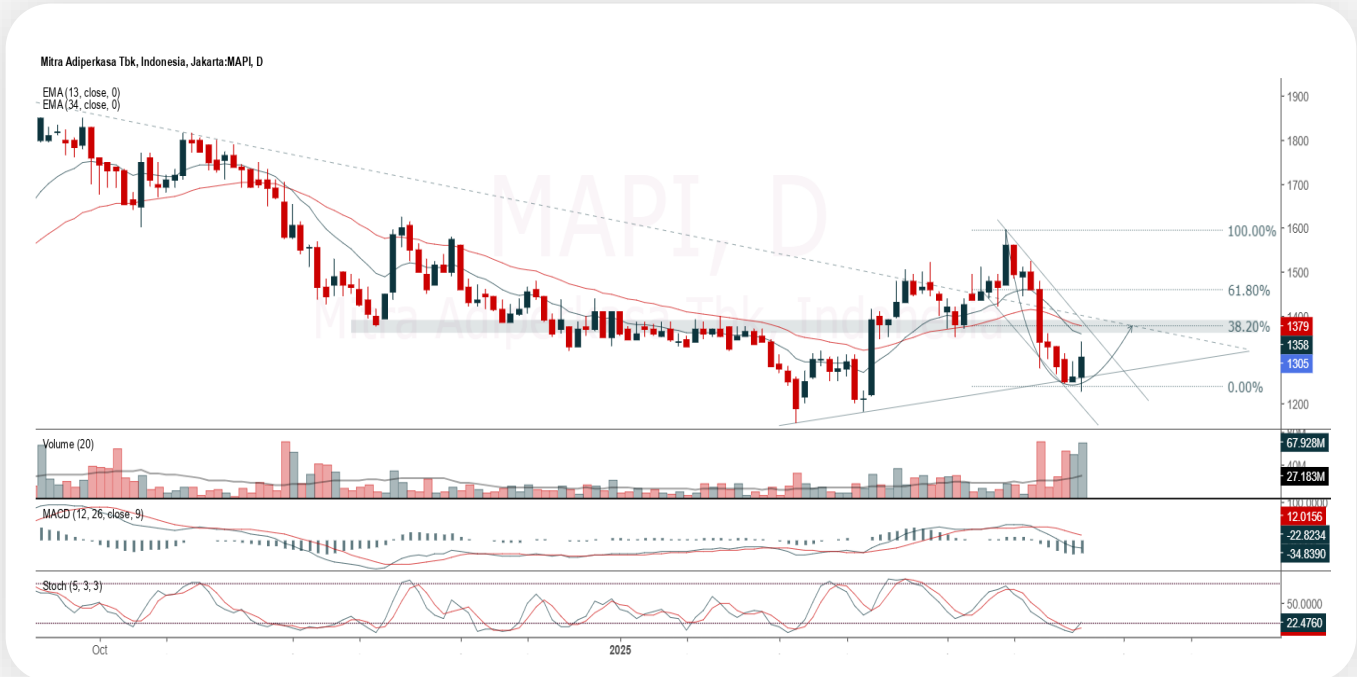 Mitra Adiperkasa Tbk, Indonesia, Jakarta:MAPI, D
EMA (13, close, 0)
EMA (34, close, 0)
MAPI, D
Mitra Adiperkasa Tbk, Indonesia
1900
1800
1700
1600
1500
1400
1379
1358
1305
1200
100.00%
61.80%
38.20%
0.00%
Volume (20)
80M
67.928M
40M
27.183M
MACD (12, 26, close, 9)
100.0000
12.0156
-22.8234
-34.8390
Stoch (5, 3, 3)
50.0000
22.4760
Oct
2025